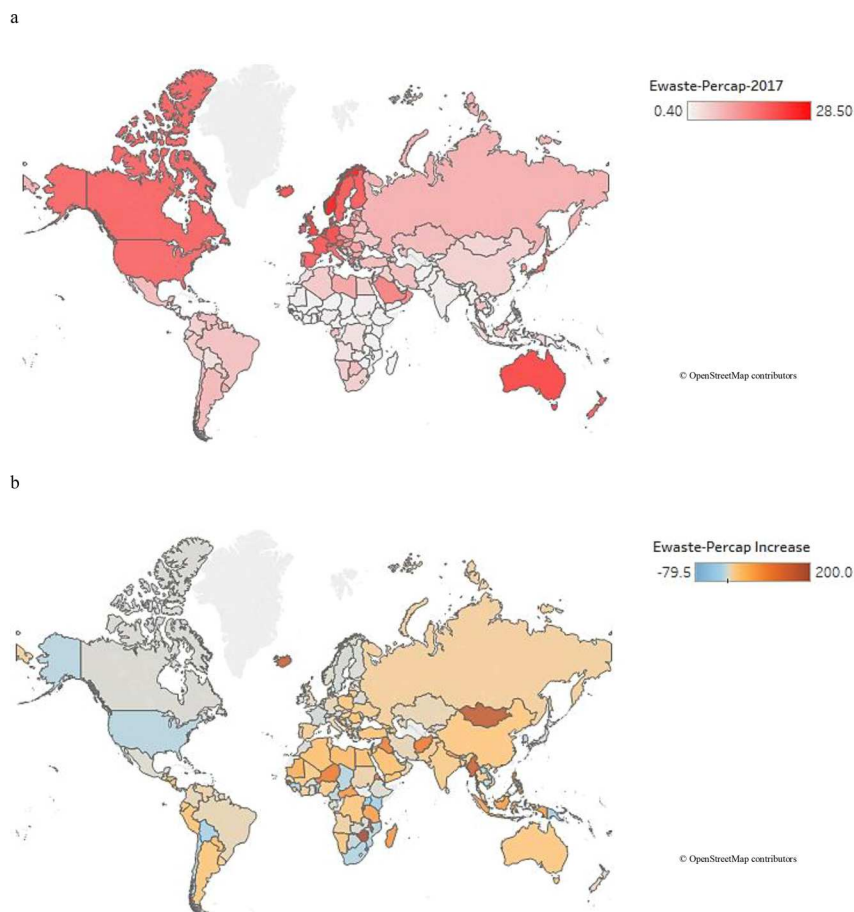 a
Ewaste-Percap-2017
0.40 28.50
© OpenStreetMap contributors
b
Ewaste-Percap Increase
-79.5 200.0
© OpenStreetMap contributors